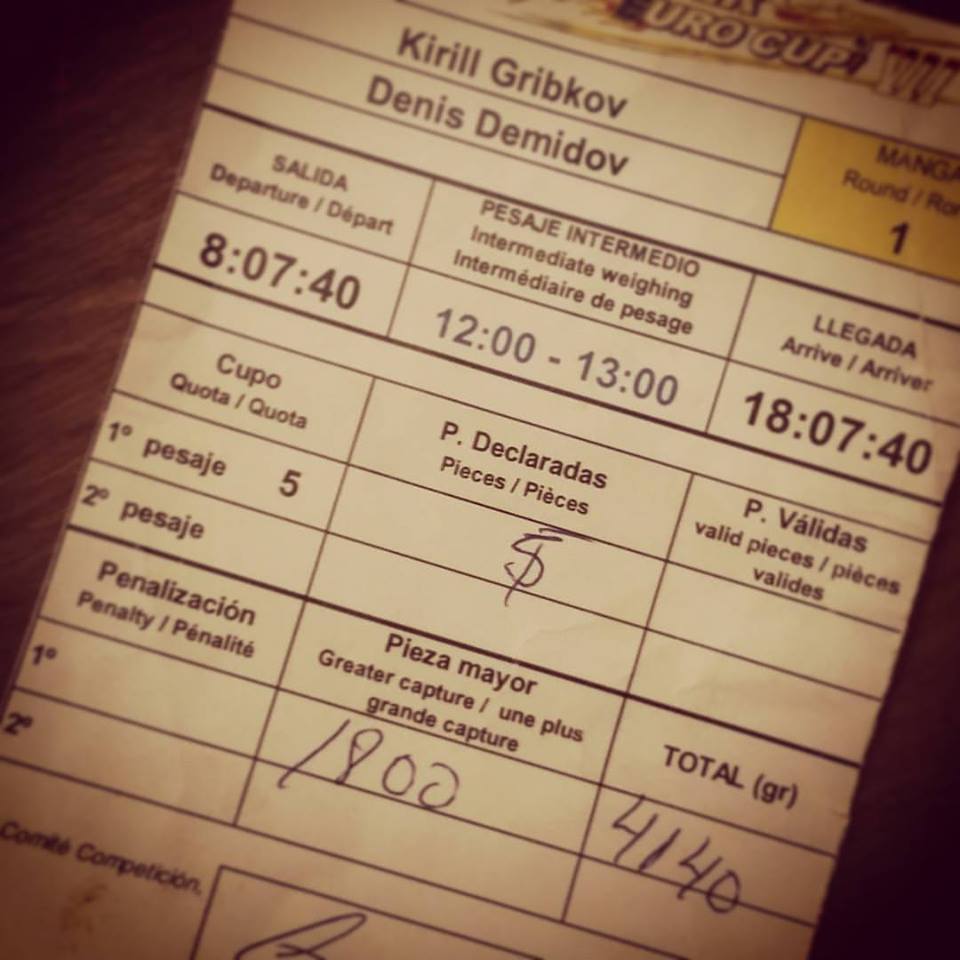 EURO CUP
Kirill Gribkov
Denis Demidov
MANGA
Round /
1
SALIDA
Departure / Départ
8:07:40
PESAJE INTERMEDIO
Intermediate weighing
Intermédiaire de pesage
12:00 - 13:00
LLEGADA
Arrive / Arriver
18:07:40
Cupo
Quota / Quota
1º pesaje 5
2º pesaje
P. Declaradas
Pieces / Pièces
P. Válidas
valid pieces / pièces
valides
Penalización
Penalty / Pénalité
1º
2º
Pieza mayor
Greater capture / une plus
grande capture
1800
TOTAL (gr)
4140
Comité Competición,